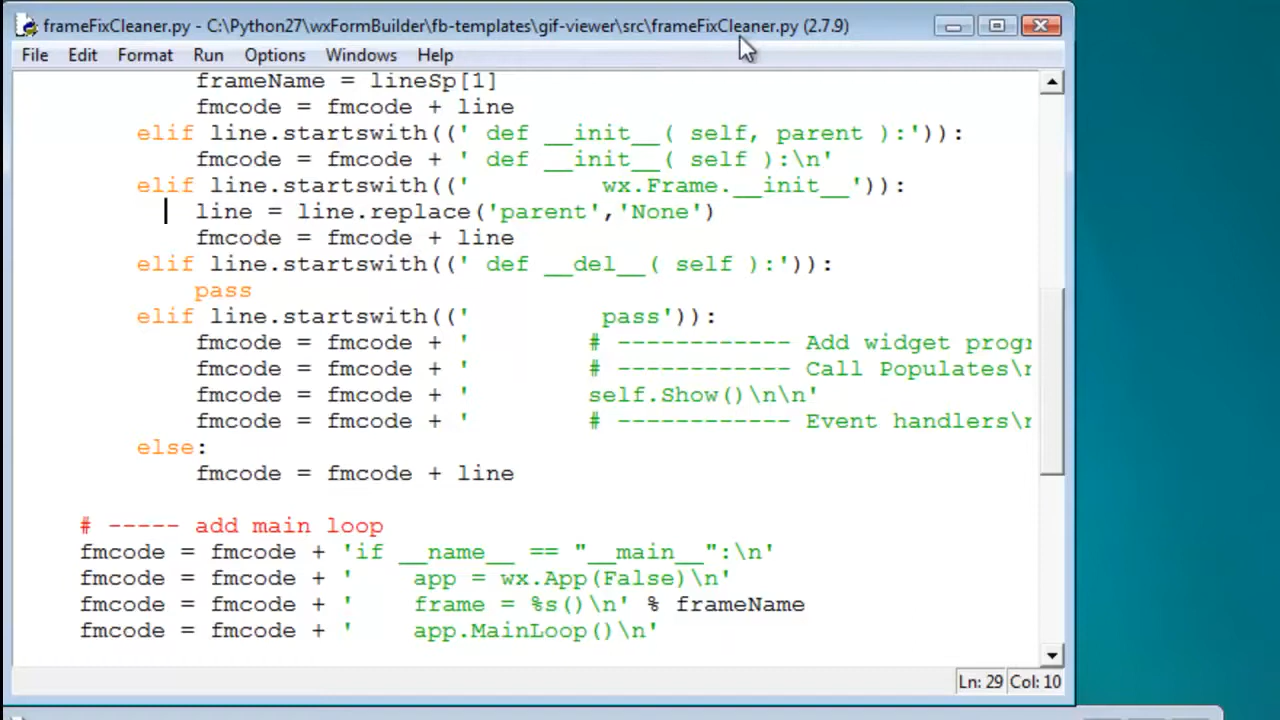 frameFixCleaner.py - C:\Python27\wxFormBuilder\fb-templates\gif-viewer\src\frameFixCleaner.py (2.7.9)
File Edit Format Run Options Windows Help
frameName = lineSp[1]
fmcode = fmcode + line
elif line.startswith((' def __init__( self, parent ):')):
fmcode = fmcode + ' def __init__( self ):\n'
elif line.startswith((' wx.Frame.__init__')):
line = line.replace('parent','None')
fmcode = fmcode + line
elif line.startswith((' def __del__( self ):')):
pass
elif line.startswith((' pass')):
fmcode = fmcode + ' # ------------ Add widget progr
fmcode = fmcode + ' # ------------ Call Populates\n
fmcode = fmcode + ' self.Show()\n\n'
fmcode = fmcode + ' # ------------ Event handlers\n
else:
fmcode = fmcode + line
# ----- add main loop
fmcode = fmcode + 'if __name__ == "__main__":\n'
fmcode = fmcode + ' app = wx.App(False)\n'
fmcode = fmcode + ' frame = %s()\n' % frameName
fmcode = fmcode + ' app.MainLoop()\n'
Ln: 29 Col: 10